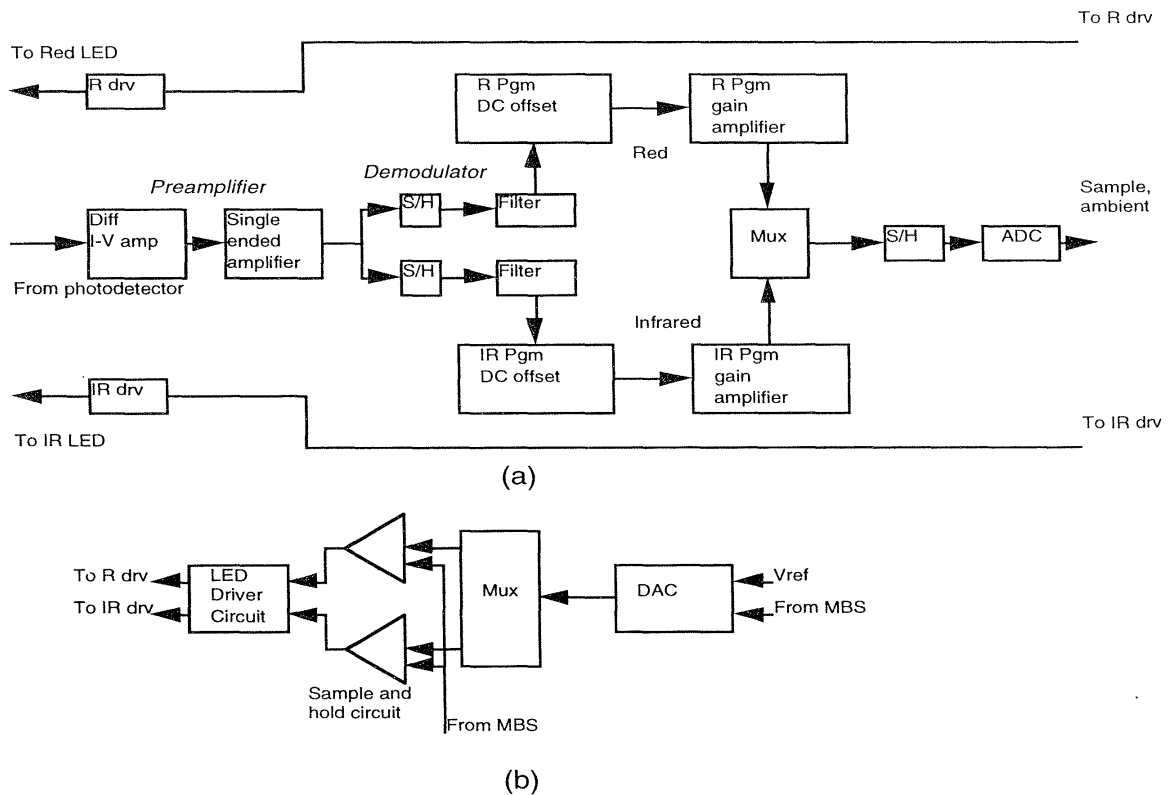 To R drv
To Red LED
R drv
R Pgm
DC offset
R Pgm
gain
amplifier
Red
Preamplifier
Demodulator
Diff
I-V amp
Single
ended
amplifier
S/H
Filter
S/H
Filter
Mux
S/H
ADC
Sample,
ambient
From photodetector
Infrared
IR Pgm
DC offset
IR Pgm
gain
amplifier
IR drv
To IR LED
To IR drv
(a)
To R drv
To IR drv
LED
Driver
Circuit
Mux
DAC
Vref
From MBS
Sample and
hold circuit
From MBS
(b)